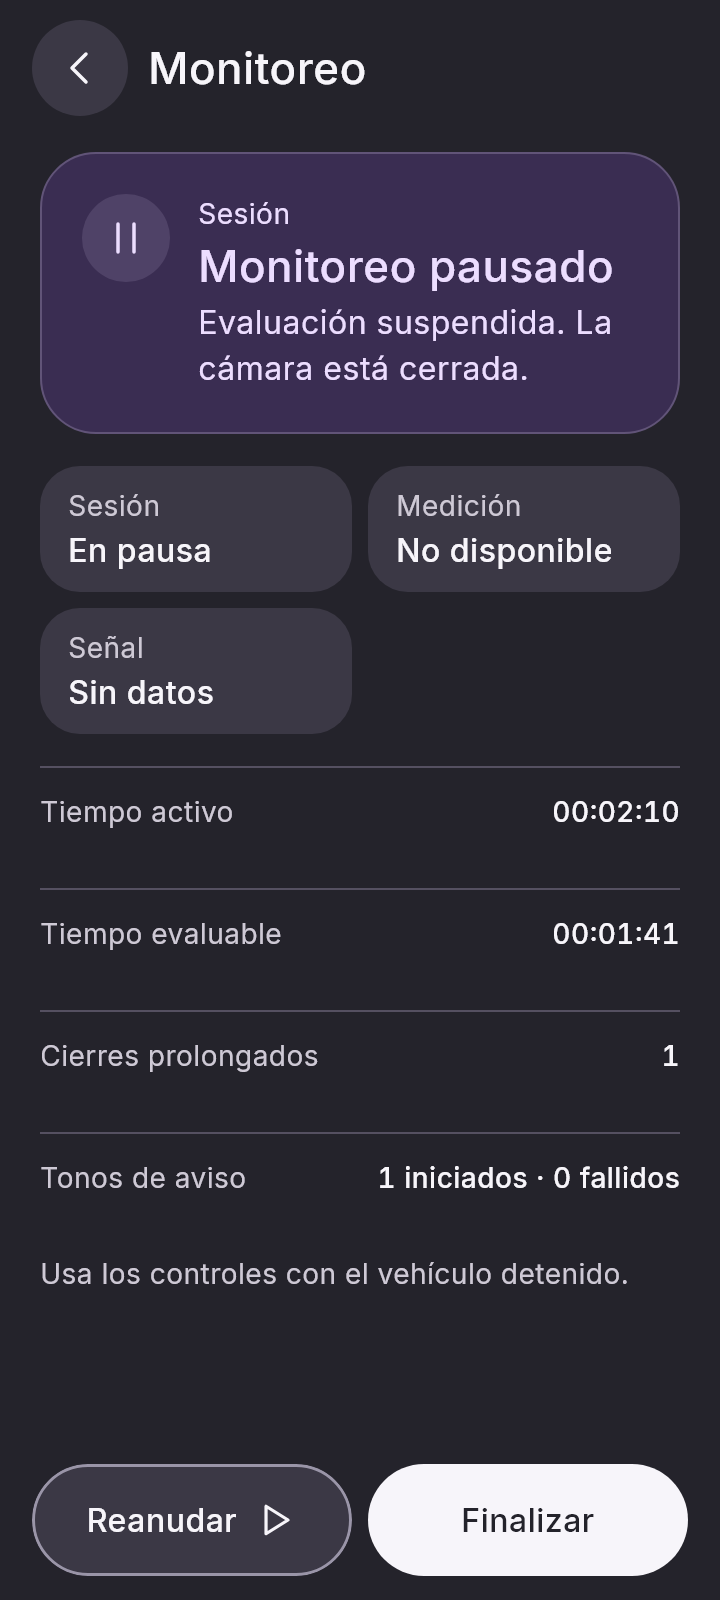 Monitoreo
Sesión
Monitoreo pausado
Evaluación suspendida. La
cámara está cerrada.
Sesión
En pausa
Medición
No disponible
Señal
Sin datos
Tiempo activo 00:02:10
Tiempo evaluable 00:01:41
Cierres prolongados 1
Tonos de aviso 1 iniciados · 0 fallidos
Usa los controles con el vehículo detenido.
Reanudar
Finalizar